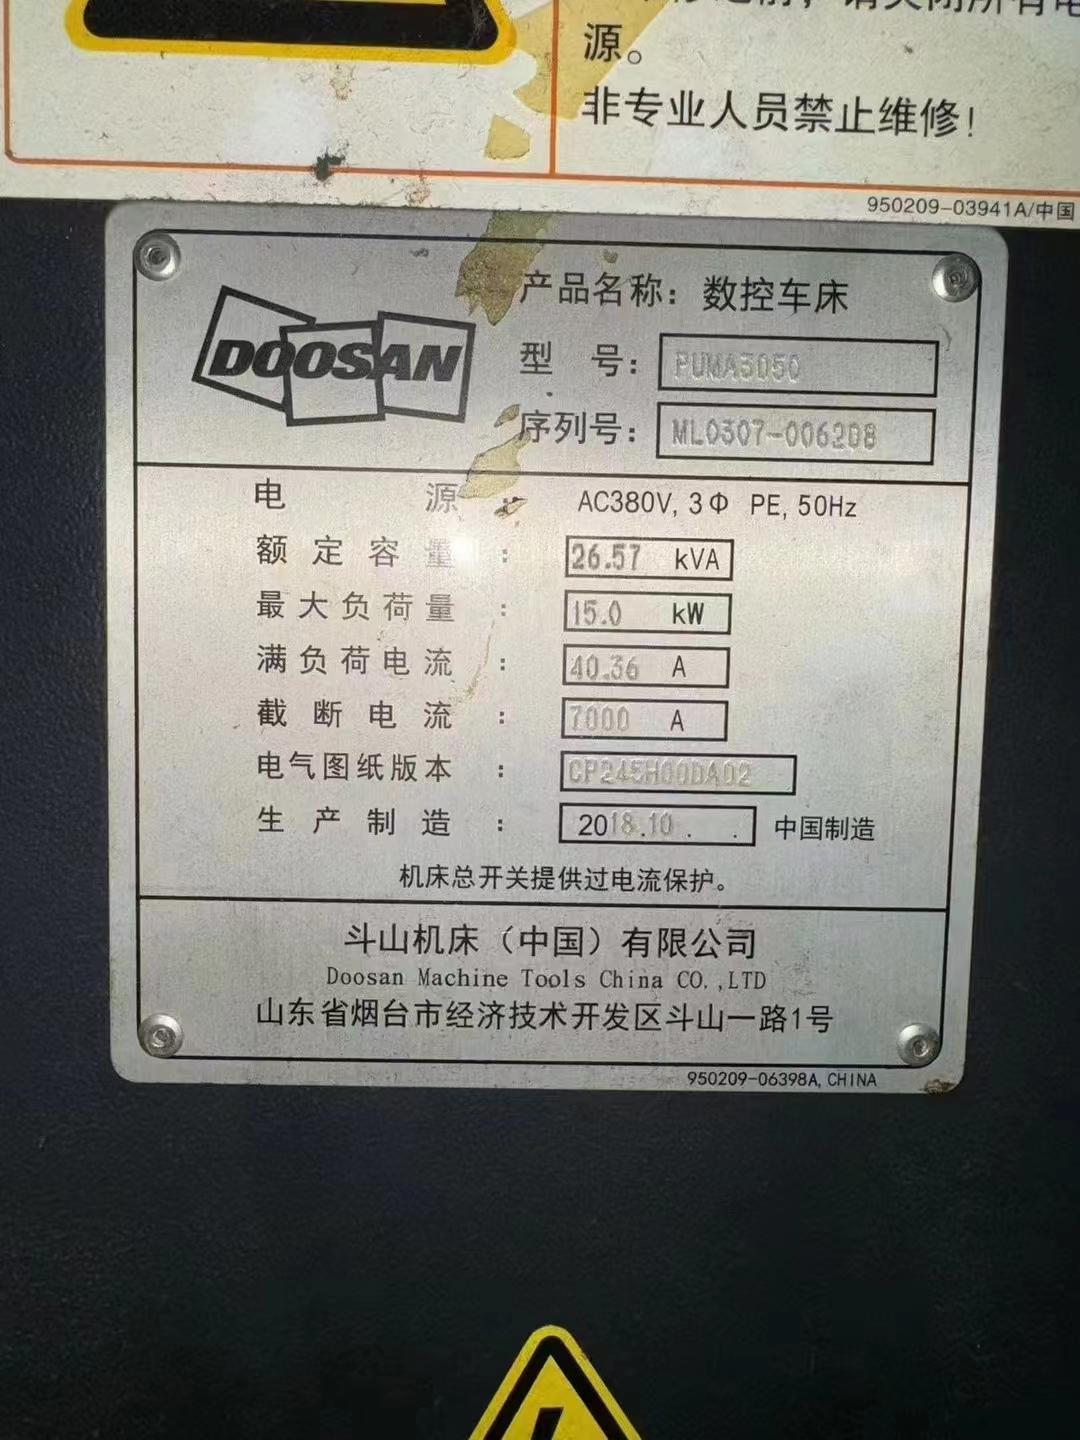 源。
非专业人员禁止维修!
950209-03941A/中国
DOOSAN
产品名称：数控车床
型 号：PUMA3050
序列号：ML0307-006208
电 源：AC380V, 3Φ PE, 50Hz
额定容量：26.57 kVA
最大负荷量：15.0 kW
满负荷电流：40.36 A
截断电流：7000 A
电气图纸版本：CP245H00DA02
生产制造：2018.10. . 中国制造
机床总开关提供过电流保护。
斗山机床（中国）有限公司
Doosan Machine Tools China CO.,LTD
山东省烟台市经济技术开发区斗山一路1号
950209-06398A, CHINA